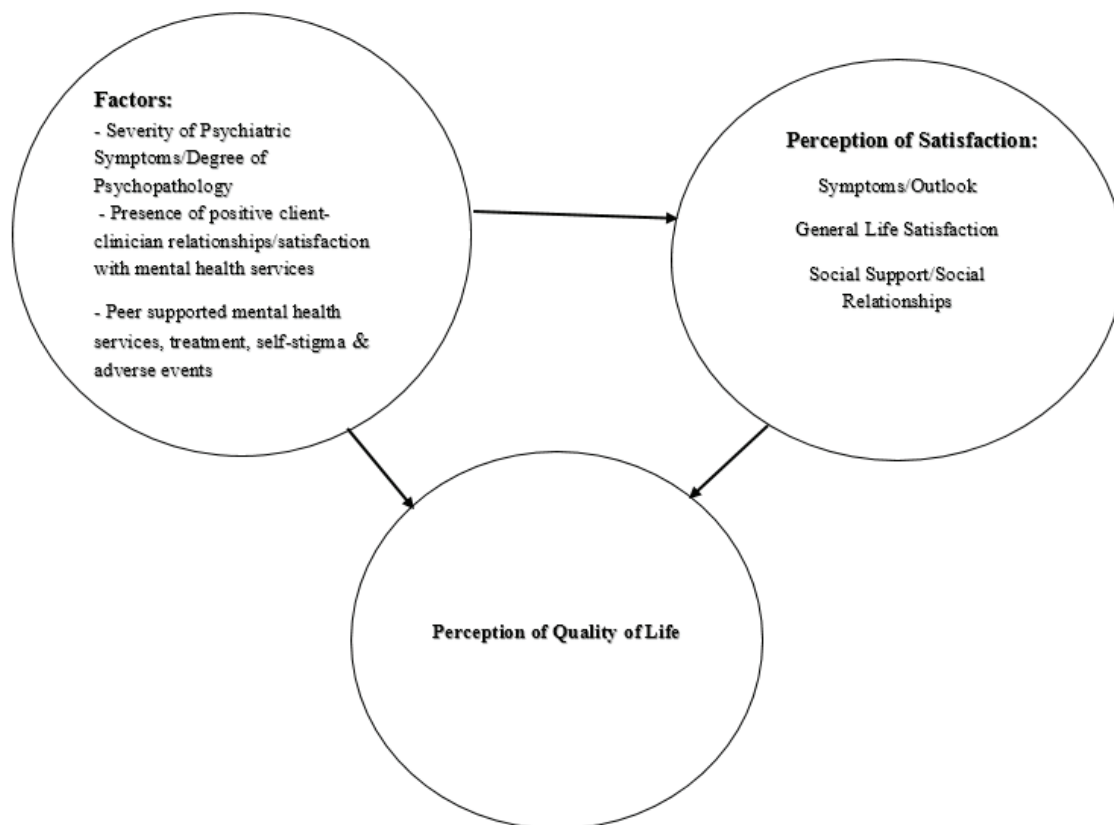 Factors:
- Severity of Psychiatric
Symptoms/Degree of
Psychopathology
- Presence of positive client-
clinician relationships/satisfaction
with mental health services
- Peer supported mental health
services, treatment, self-stigma &
adverse events
Perception of Satisfaction:
Symptoms/Outlook
General Life Satisfaction
Social Support/Social
Relationships
Perception of Quality of Life